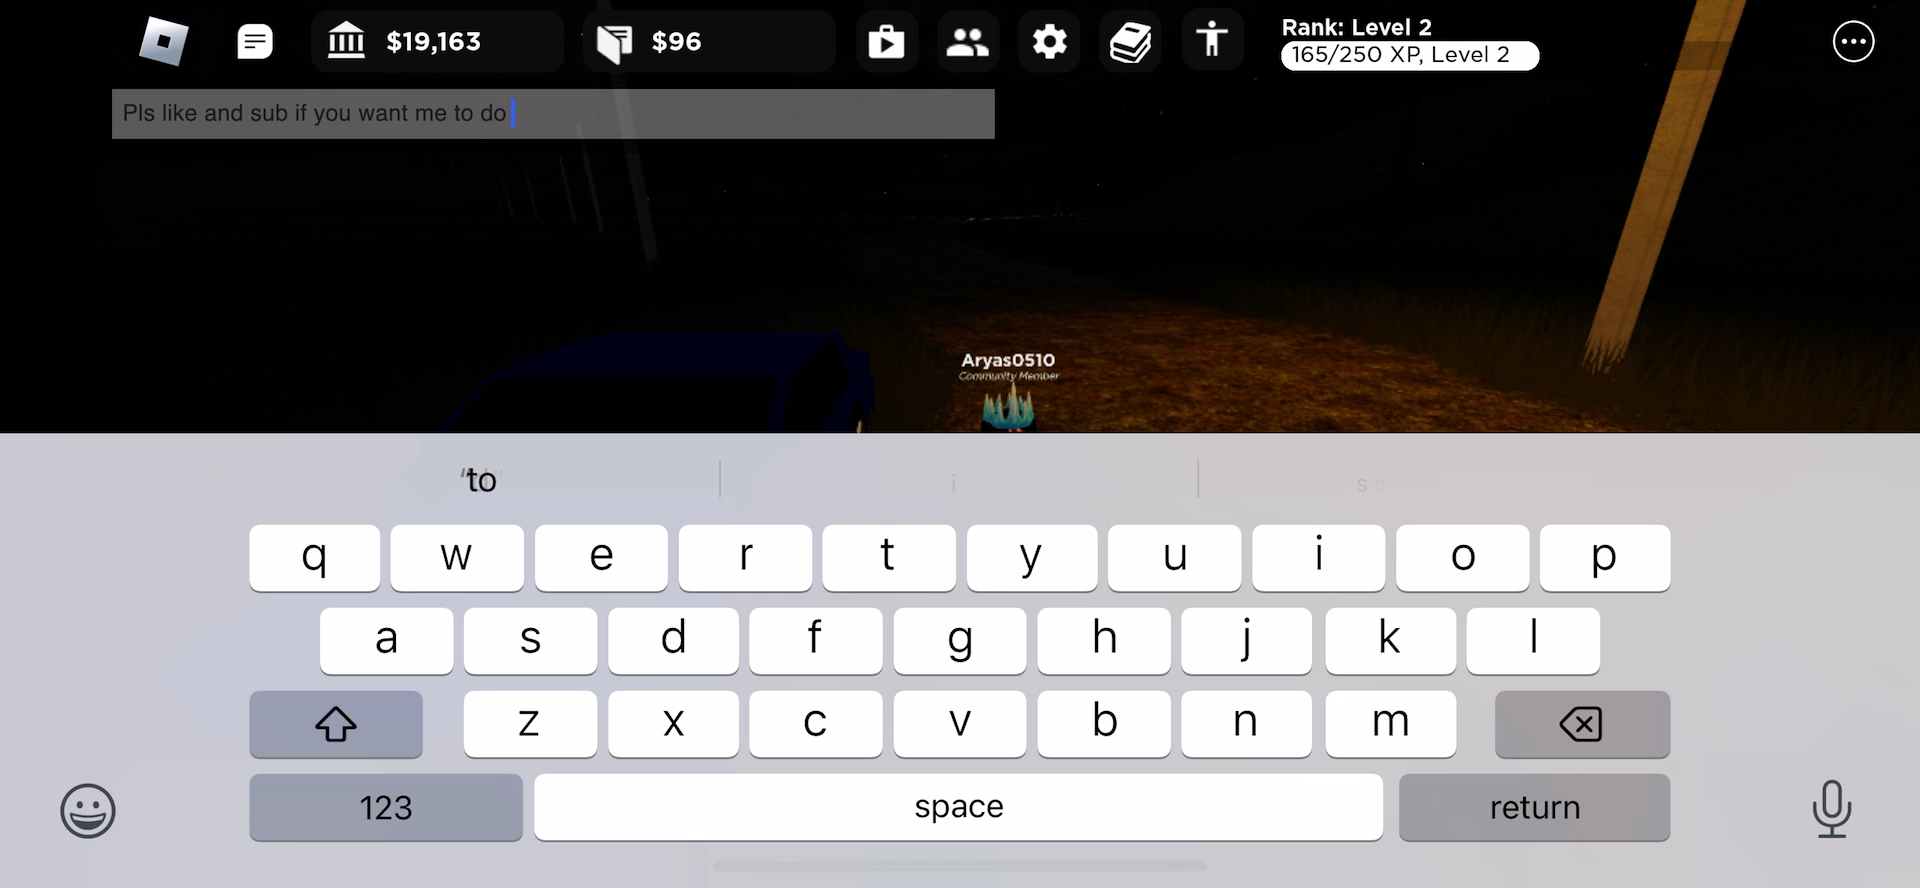 $19,163
$96
Rank: Level 2
165/250 XP, Level 2
Pls like and sub if you want me to do
Aryas0510
Community Member
to
i
so
q w e r t y u i o p
a s d f g h j k l
z x c v b n m
123
space
return